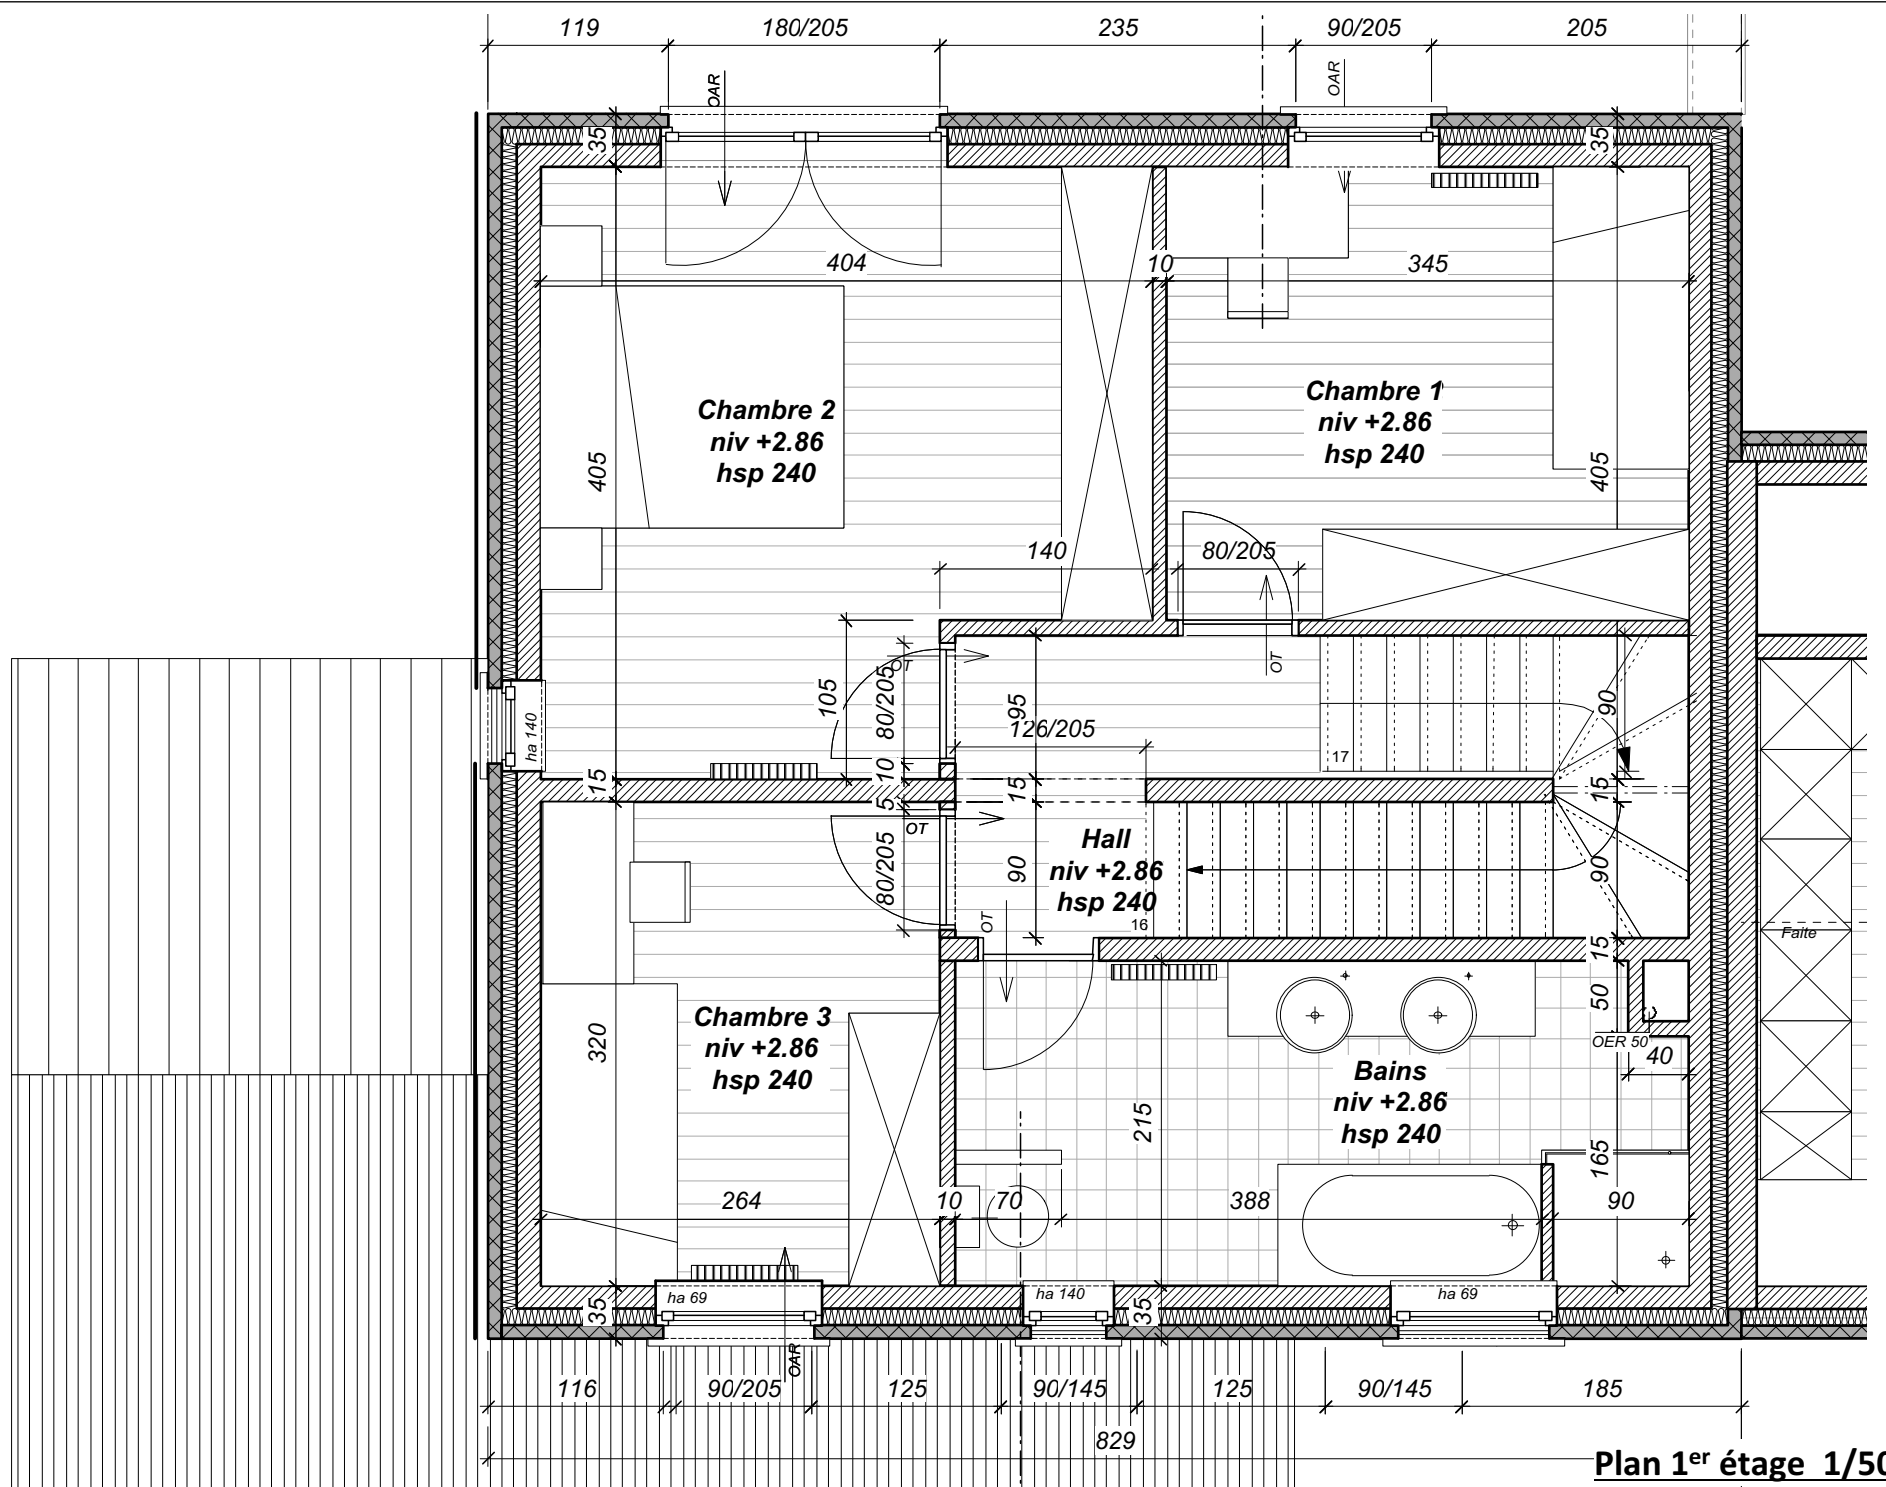 119 180/205 235 90/205 205
OAR OAR
35 35
404 10 345
Chambre 2
niv +2.86
hsp 240
Chambre 1
niv +2.86
hsp 240
405 405
140 80/205
OT OT
105 80/205 95 90
126/205
ha 140
17
15 10 15 15
5
OT
80/205 90 90
Hall
niv +2.86
hsp 240
16
OT
Faite
15
50
OER 50
40
Chambre 3
niv +2.86
hsp 240
320
Bains
niv +2.86
hsp 240
215 165
264 10 70 388 90
ha 69 ha 140 ha 69
35 35
OAR
116 90/205 125 90/145 125 90/145 185
829
Plan 1er étage 1/50